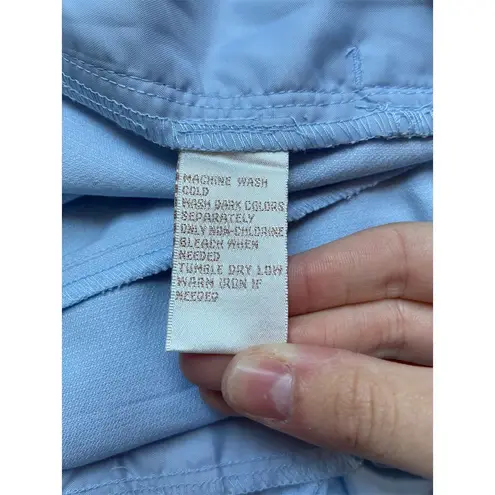 MACHINE WASH
COLD
WASH DARK COLORS
SEPARATELY
ONLY NON-CHLORINE
BLEACH WHEN
NEEDED
TUMBLE DRY LOW
WARM IRON IF
NEEDED